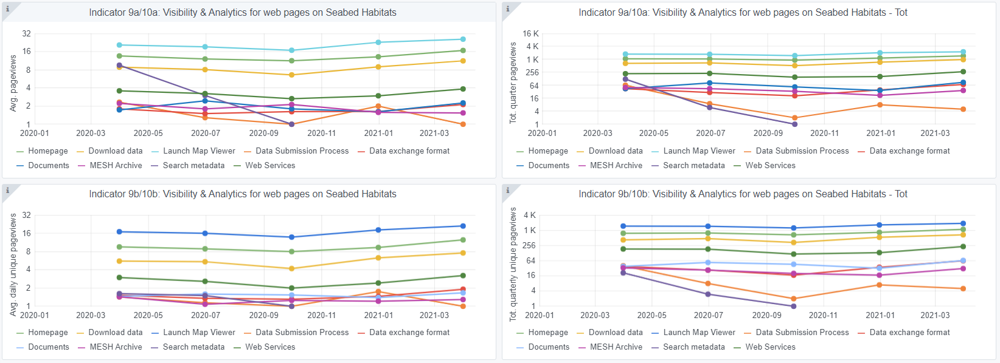 i
Indicator 9a/10a: Visibility & Analytics for web pages on Seabed Habitats
Avg. pageviews
32
16
8
4
2
1
2020-01 2020-03 2020-05 2020-07 2020-09 2020-11 2021-01 2021-03
Homepage Download data Launch Map Viewer Data Submission Process Data exchange format
Documents MESH Archive Search metadata Web Services
i
Indicator 9a/10a: Visibility & Analytics for web pages on Seabed Habitats - Tot
Tot. quarter pageviews
16 K
4 K
1 K
256
64
16
4
1
2020-01 2020-03 2020-05 2020-07 2020-09 2020-11 2021-01 2021-03
Homepage Download data Launch Map Viewer Data Submission Process Data exchange format
Documents MESH Archive Search metadata Web Services
i
Indicator 9b/10b: Visibility & Analytics for web pages on Seabed Habitats
Avg. daily unique pageviews
32
16
8
4
2
1
2020-01 2020-03 2020-05 2020-07 2020-09 2020-11 2021-01 2021-03
Homepage Download data Launch Map Viewer Data Submission Process Data exchange format
Documents MESH Archive Search metadata Web Services
i
Indicator 9b/10b: Visibility & Analytics for web pages on Seabed Habitats - Tot
Tot. quarterly unique pageviews
4 K
1 K
256
64
16
4
1
2020-01 2020-03 2020-05 2020-07 2020-09 2020-11 2021-01 2021-03
Homepage Download data Launch Map Viewer Data Submission Process Data exchange format
Documents MESH Archive Search metadata Web Services